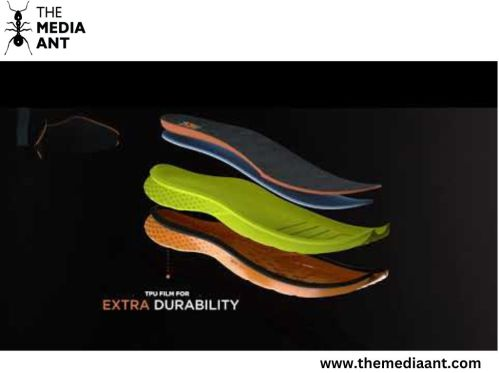 THE
MEDIA
ANT
TPU FILM FOR
EXTRA DURABILITY
www.themediaant.com